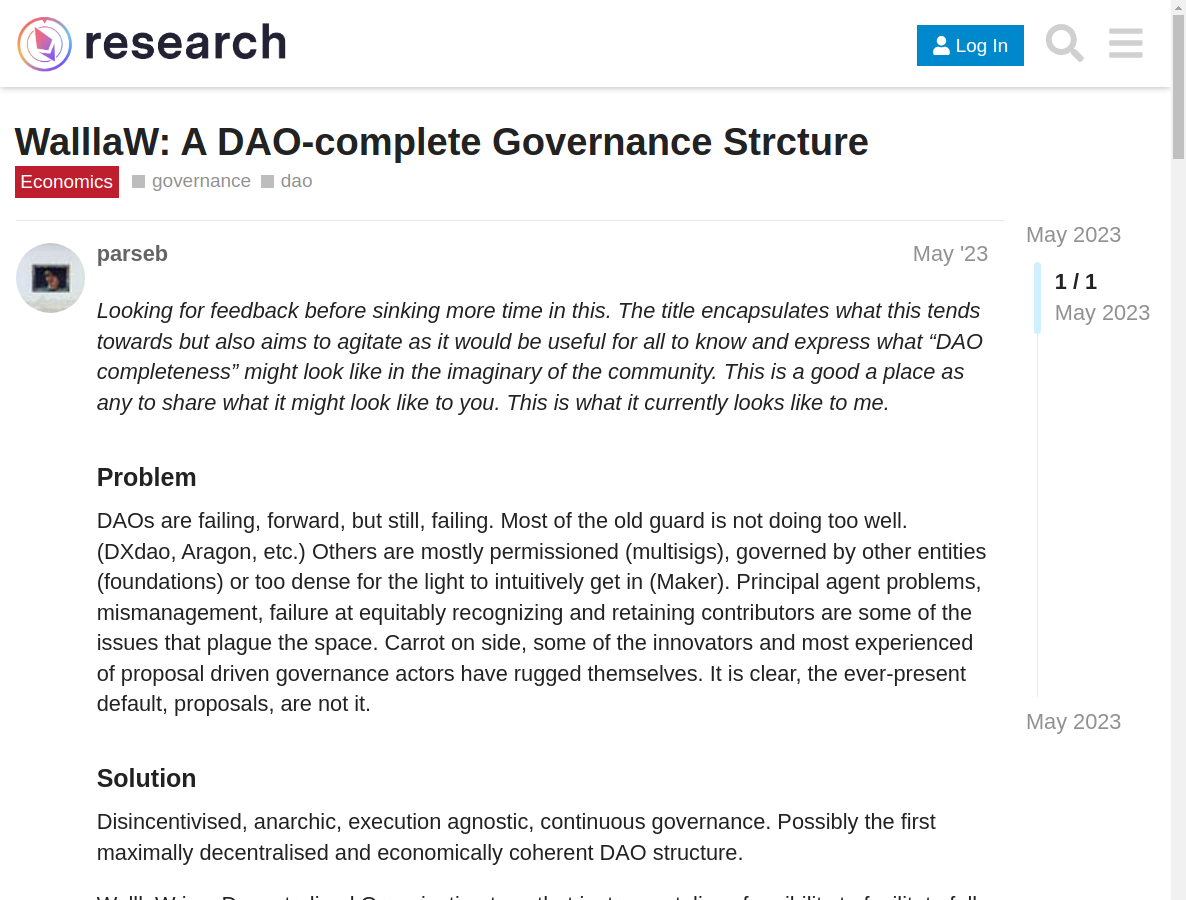 research
Log In
WalllaW: A DAO-complete Governance Strcture
Economics governance dao
May 2023
parseb May '23
1 / 1
May 2023
Looking for feedback before sinking more time in this. The title encapsulates what this tends
towards but also aims to agitate as it would be useful for all to know and express what “DAO
completeness” might look like in the imaginary of the community. This is a good a place as
any to share what it might look like to you. This is what it currently looks like to me.
Problem
DAOs are failing, forward, but still, failing. Most of the old guard is not doing too well.
(DXdao, Aragon, etc.) Others are mostly permissioned (multisigs), governed by other entities
(foundations) or too dense for the light to intuitively get in (Maker). Principal agent problems,
mismanagement, failure at equitably recognizing and retaining contributors are some of the
issues that plague the space. Carrot on side, some of the innovators and most experienced
of proposal driven governance actors have rugged themselves. It is clear, the ever-present
default, proposals, are not it.
May 2023
Solution
Disincentivised, anarchic, execution agnostic, continuous governance. Possibly the first
maximally decentralised and economically coherent DAO structure.